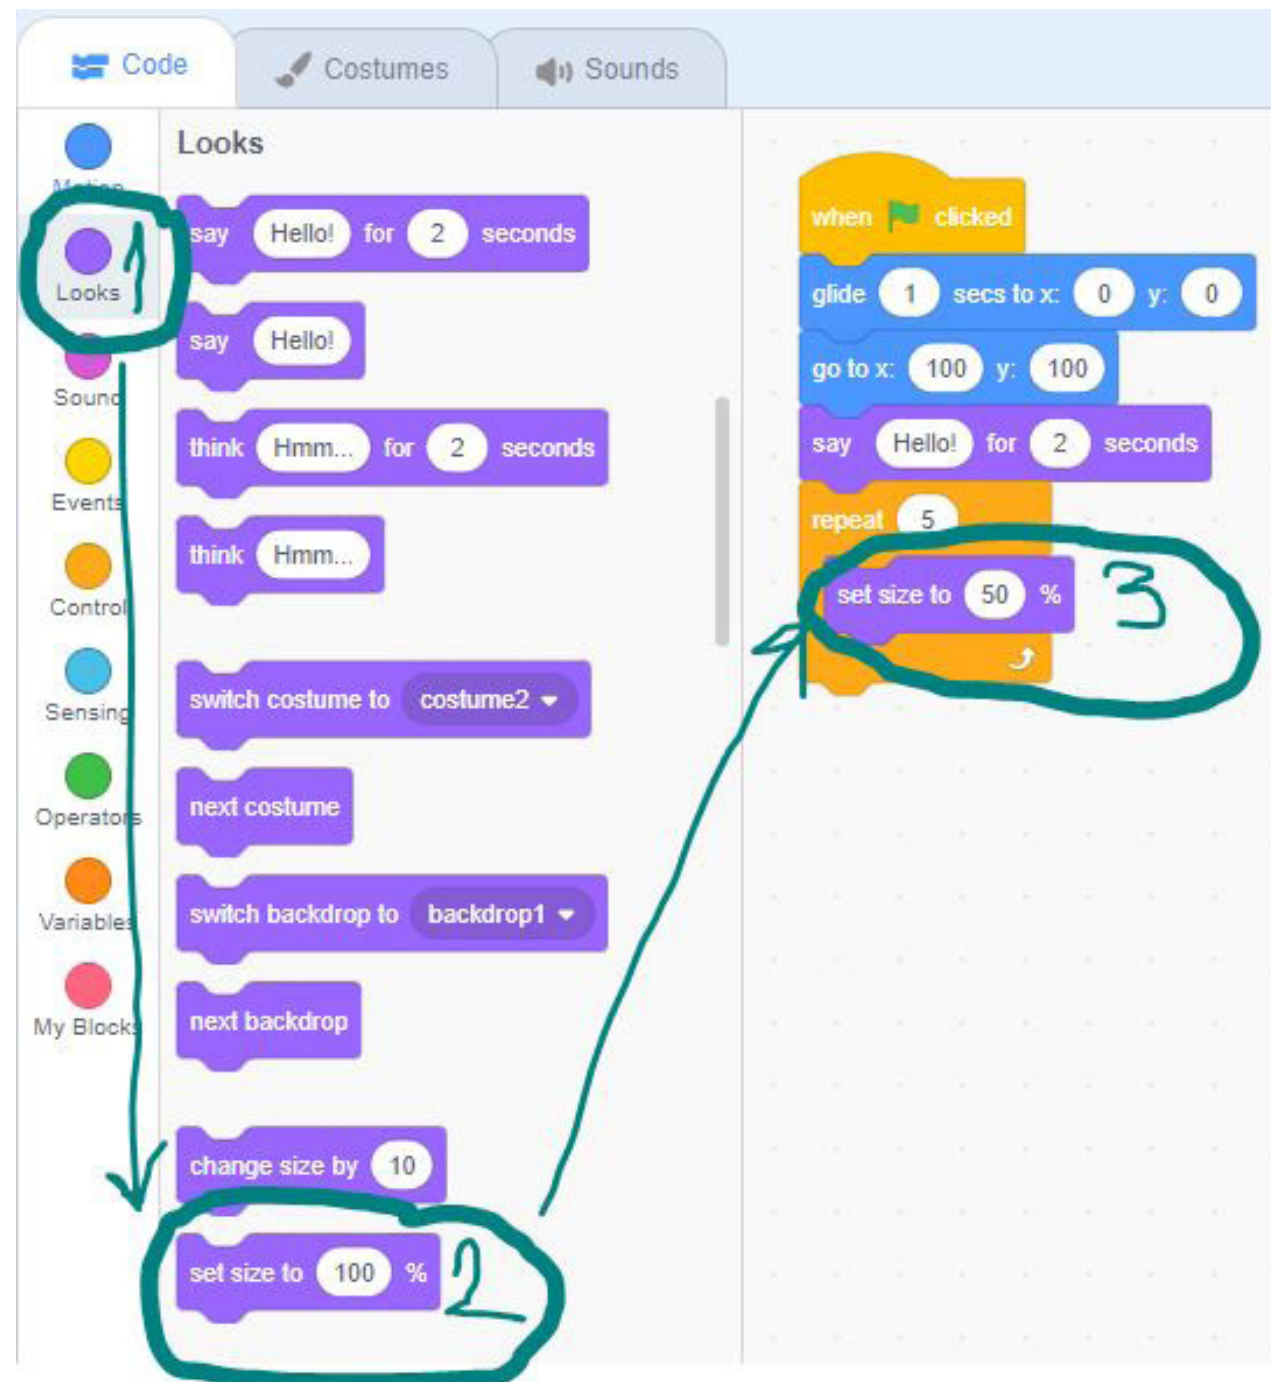 Code
Costumes
Sounds
Motion
Looks
Sound
Events
Control
Sensing
Operators
Variables
My Blocks
1
Looks
say Hello! for 2 seconds
say Hello!
think Hmm... for 2 seconds
think Hmm...
switch costume to costume2
next costume
switch backdrop to backdrop1
next backdrop
change size by 10
set size to 100 %
2
when clicked
glide 1 secs to x: 0 y: 0
go to x: 100 y: 100
say Hello! for 2 seconds
repeat 5
set size to 50 %
3